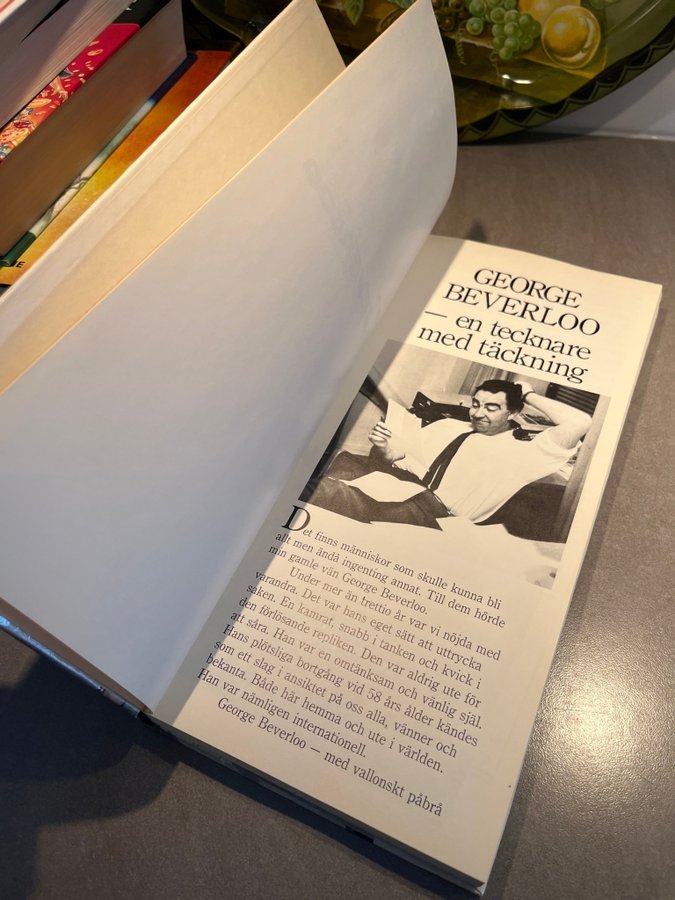 GEORGE
BEVERLOO
— en tecknare
med täckning
Det finns människor som skulle kunna bli
allt men ändå ingenting annat. Till dem hörde
min gamle vän George Beverloo.
Under mer än trettio år var vi nöjda med
varandra. Det var hans eget sätt att uttrycka
saken. En kamrat, snabb i tanken och kvick i
den förlösande repliken. Den var aldrig ute för
att såra. Han var en omtänksam och vänlig själ.
Hans plötsliga bortgång vid 58 års ålder kändes
som ett slag i ansiktet på oss alla, vänner och
bekanta. Både här hemma och ute i världen.
Han var nämligen internationell.
George Beverloo — med vallonskt påbrå